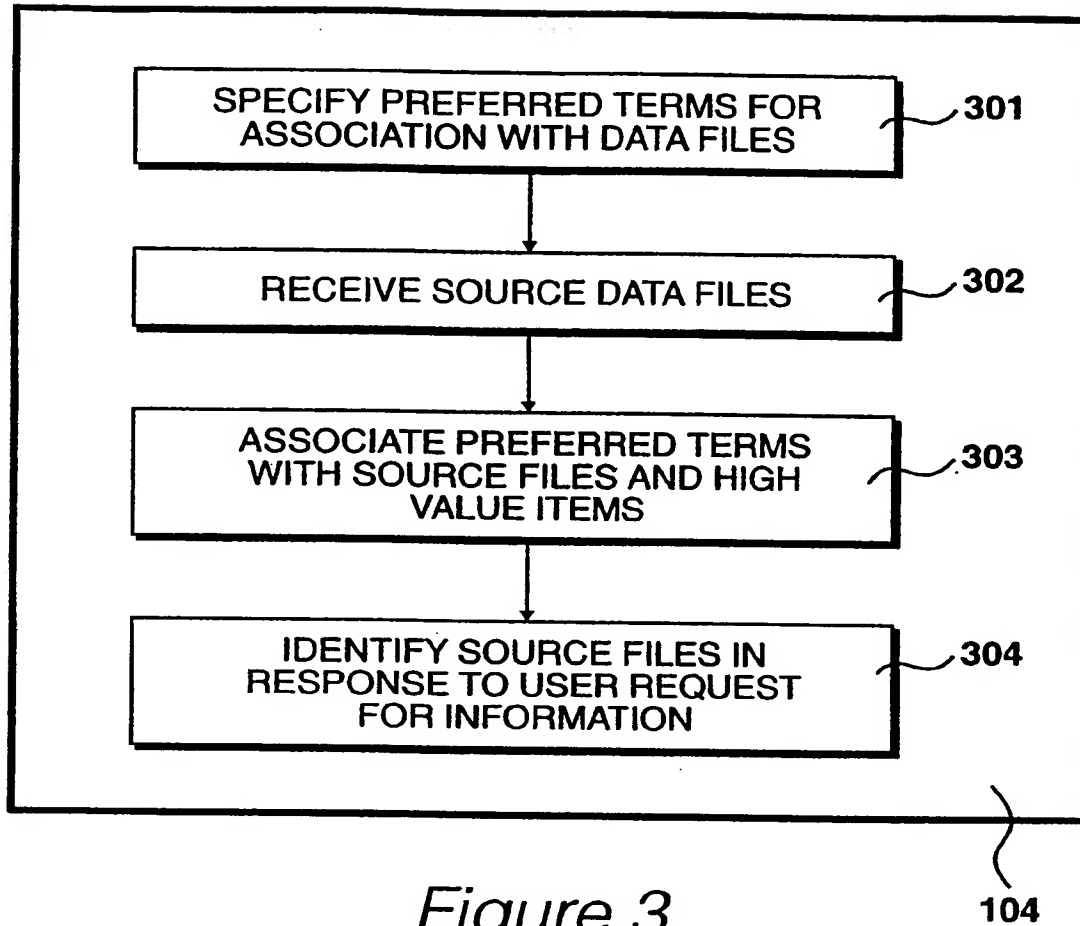 SPECIFY PREFERRED TERMS FOR
ASSOCIATION WITH DATA FILES
301
RECEIVE SOURCE DATA FILES
302
ASSOCIATE PREFERRED TERMS
WITH SOURCE FILES AND HIGH
VALUE ITEMS
303
IDENTIFY SOURCE FILES IN
RESPONSE TO USER REQUEST
FOR INFORMATION
304
104
Figure 3